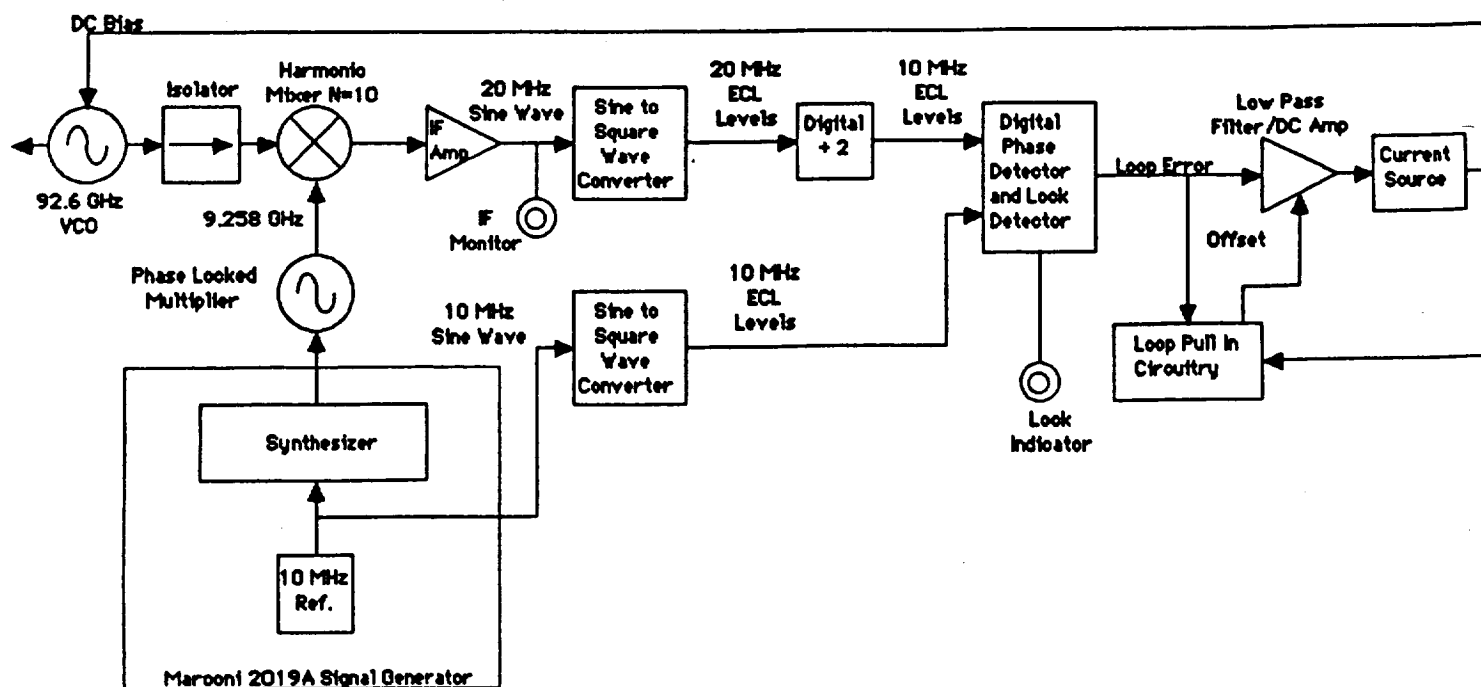 DC Bias
Isolator
Harmonic
Mixer N=10
92.6 GHz
VCO
9.258 GHz
IF
Amp
20 MHz
Sine Wave
IF
Monitor
Sine to
Square
Wave
Converter
20 MHz
ECL
Levels
Digital
÷ 2
10 MHz
ECL
Levels
Digital
Phase
Detector
and Lock
Detector
Loop Error
Low Pass
Filter/DC Amp
Current
Source
Offset
Loop Pull in
Circuitry
Lock
Indicator
Phase Locked
Multiplier
10 MHz
Sine Wave
Sine to
Square
Wave
Converter
10 MHz
ECL
Levels
Synthesizer
10 MHz
Ref.
Marconi 2019A Signal Generator